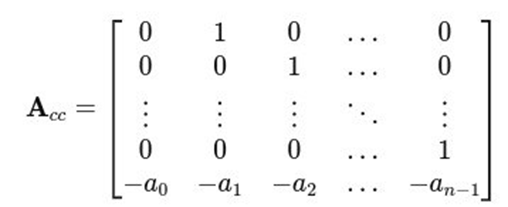 0 1 0 … 0
0 0 1 … 0
A_cc = ⋮ ⋮ ⋮ ⋱ ⋮
0 0 0 … 1
−a_0 −a_1 −a_2 … −a_{n−1}